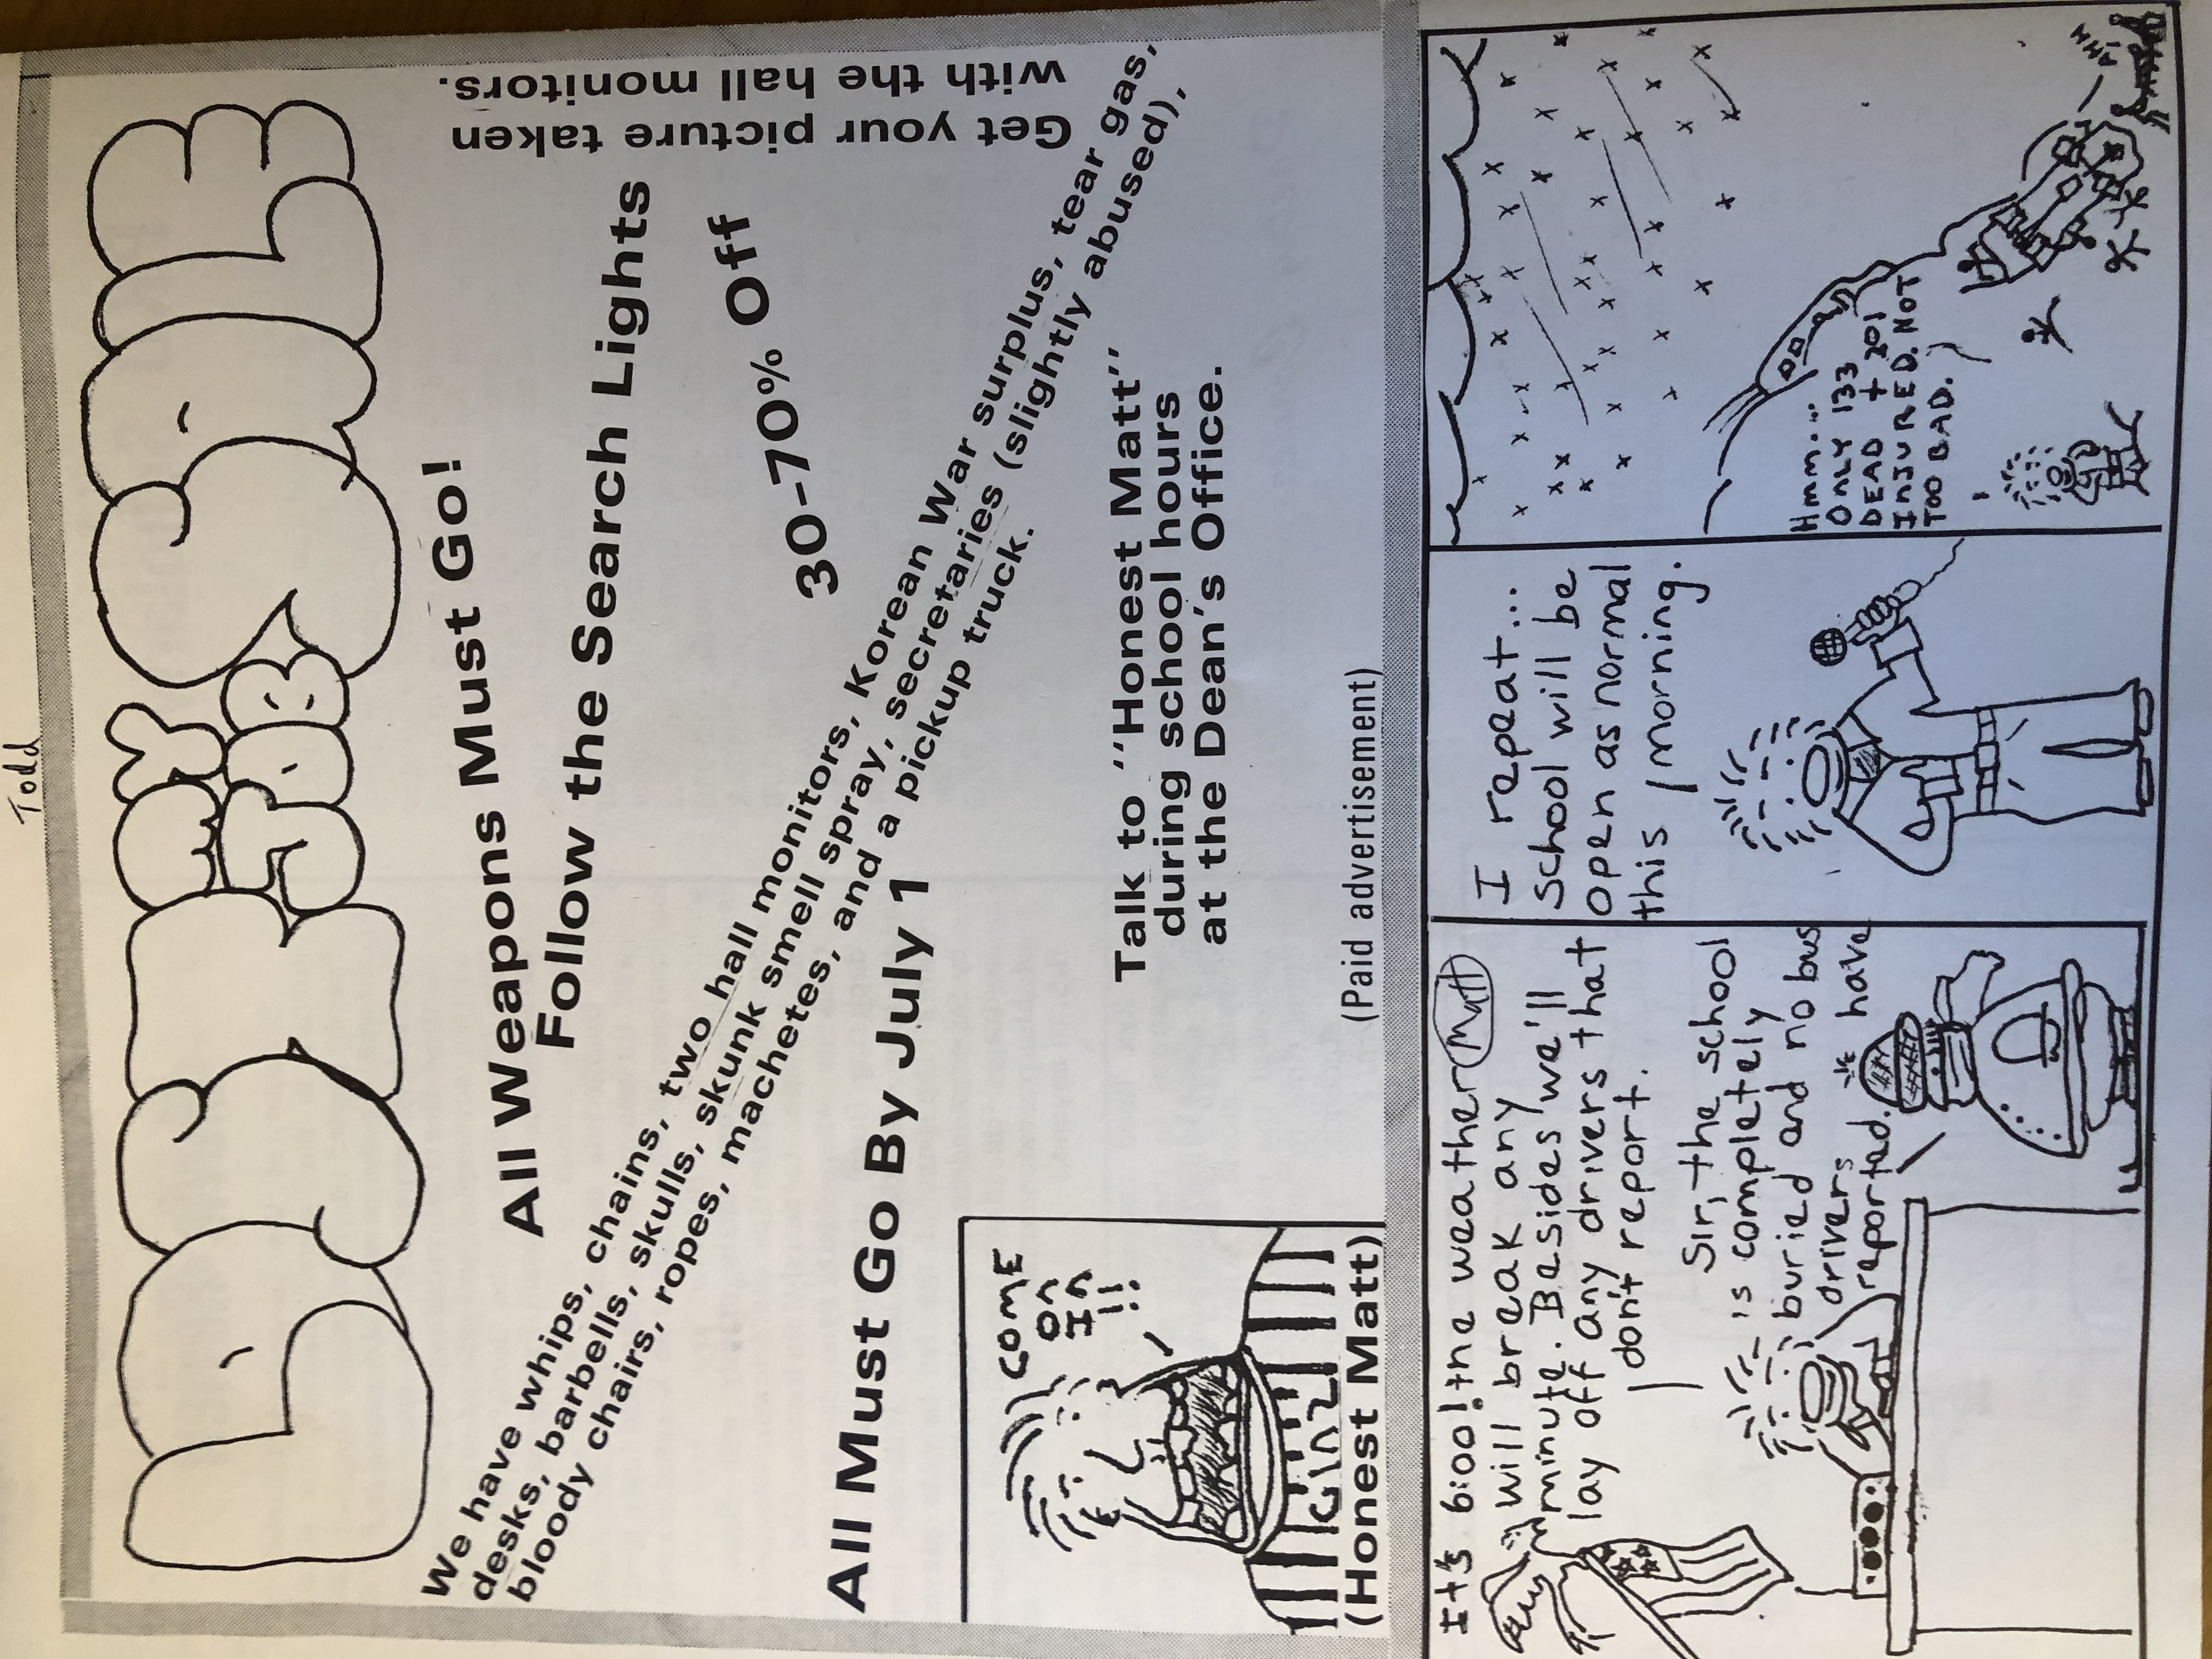 Todd
LOST MY JOB SALE
All Weapons Must Go!
Follow the Search Lights
We have whips, chains, two hall monitors, Korean War surplus, tear gas,
desks, barbells, skulls, skunk smell spray, secretaries (slightly abused),
bloody chairs, ropes, machetes, and a pickup truck.
30-70% Off
Get your picture taken
with the hall monitors.
All Must Go By July 1
COME
On
In
!!
GInz
(Honest Matt)
Talk to “Honest Matt”
during school hours
at the Dean's Office.
(Paid advertisement)
It's 6:00! the weather
Matt
will break any
minute. Besides we'll
lay off any drivers that
don't report.
Sir, the school
is completely
buried and no bus
drivers have
reported.
I repeat...
school will be
open as normal
this morning.
Hmm....
ONLY 133
DEAD + 201
INJURED. NOT
TOO BAD.
AHH